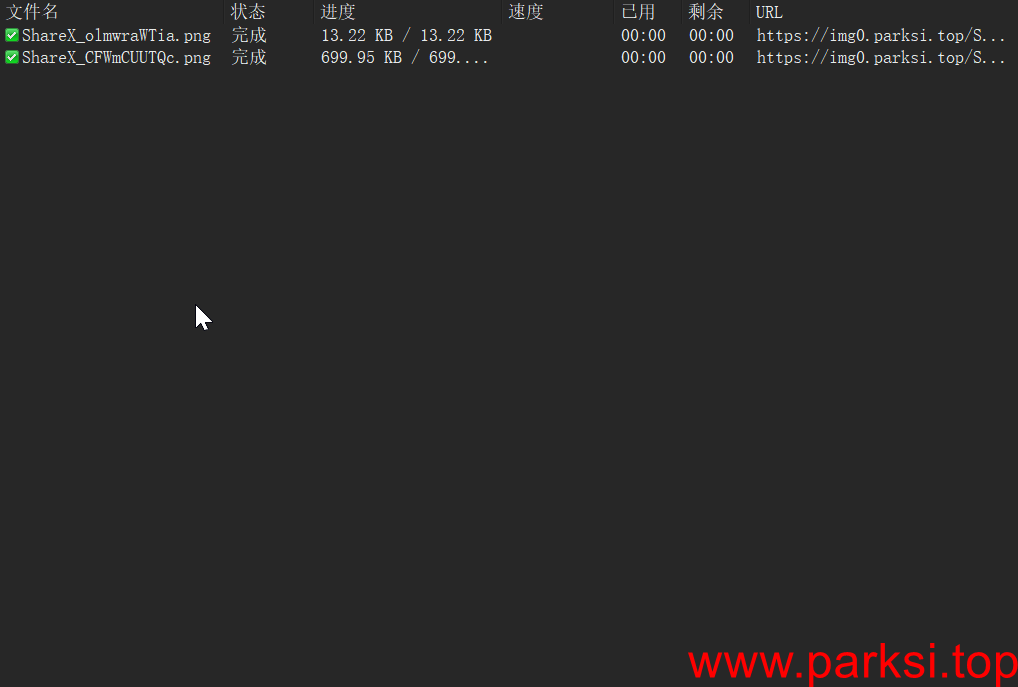 文件名 状态 进度 速度 已用 剩余 URL
ShareX_olmwraWTia.png 完成 13.22 KB / 13.22 KB 00:00 00:00 https://img0.parksi.top/S...
ShareX_CFWmCUUTQc.png 完成 699.95 KB / 699.... 00:00 00:00 https://img0.parksi.top/S...
www.parksi.top